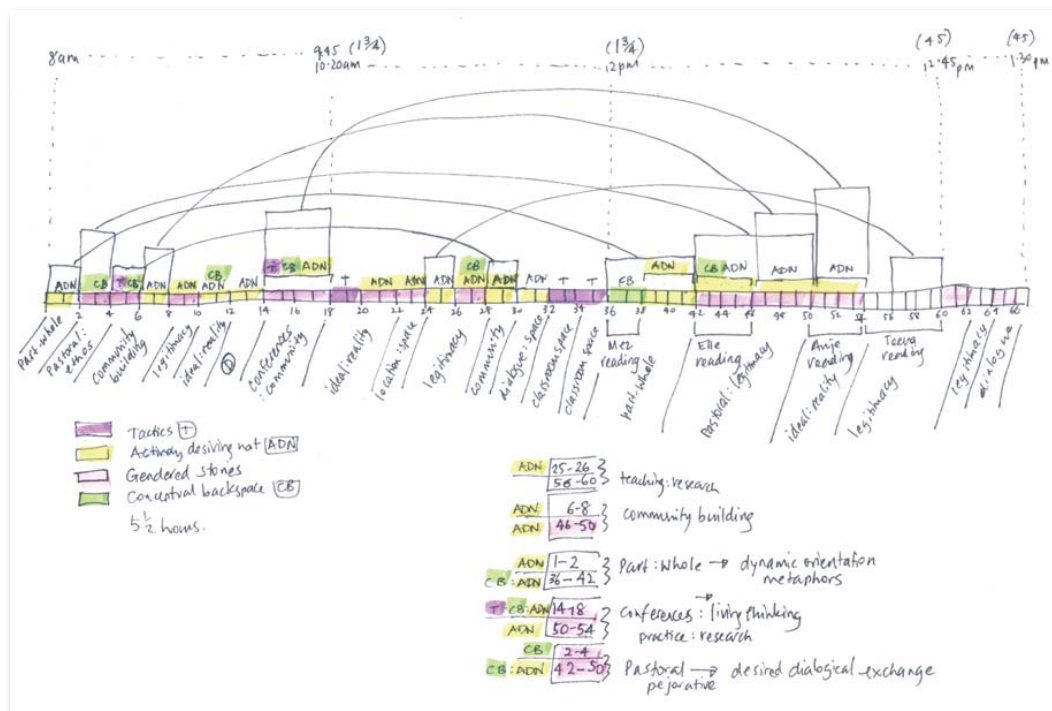 8am
9.45 (1¾)
10.20am
(1¾)
12pm
(45)
12.45pm
(45)
1.30pm
T CB ADN
CB
CB
CB ADN
ADN CB ADN ADN
ADN CB T CB ADN ADN ADN ADN T ADN ADN ADN ADN ADN ADN T T CB
2 4 6 8 10 12 14 16 18 20 22 24 26 28 30 32 34 36 38 40 42 44 46 48 50 52 54 56 58 60 62 64 66
Part-whole
Pastoral: ethos
community building
legitimacy
ideal:reality
conferences: community
ideal:reality
location:space
legitimacy
community
dialogue:space
classroom space
classroom space
Mez reading
part:whole
Elle reading
Pastoral:legitimacy
Anje reading
ideal:reality
legitimacy
Teeva reading
legitimacy
dialogue
Tactics T
Actively desiring not ADN
Gendered stories
Conceptual backspace CB
5½ hours.
ADN 25-26
58-60
teaching:research
ADN 6-8
ADN 46-50
community building
ADN 1-2
CB:ADN 36-42
Part:Whole → dynamic orientation
metaphors
T-CB:ADN 14-18
ADN 50-54
Conferences: living thinking
practice:research
CB 2-4
CB:ADN 42-50
Pastoral → desired dialogical exchange
pejorative